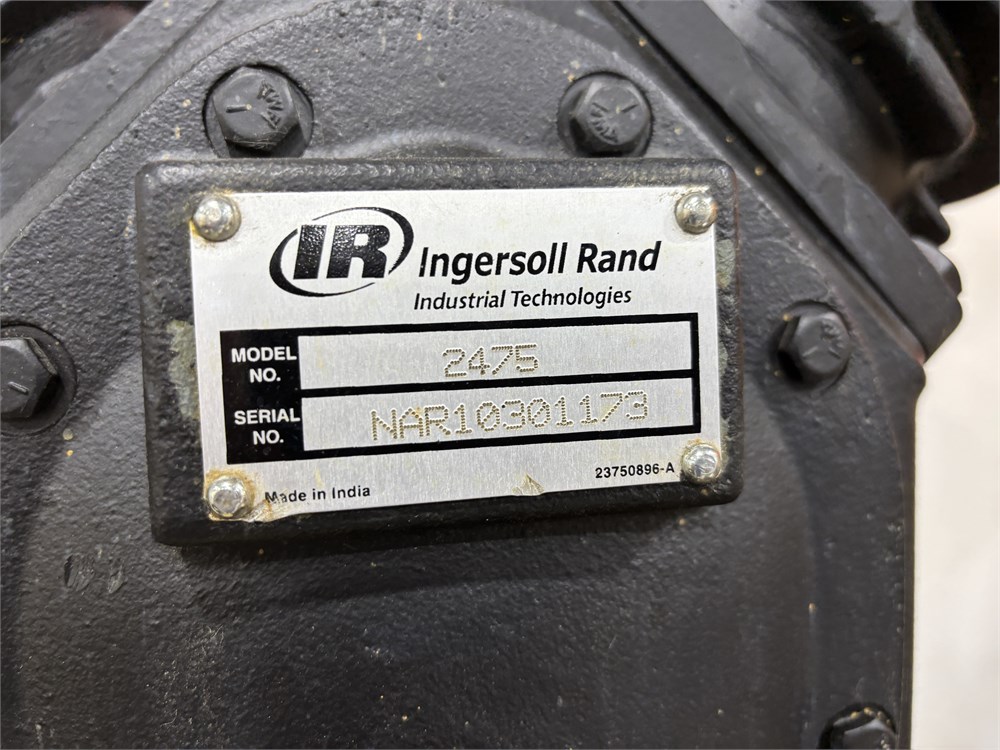 IR Ingersoll Rand
Industrial Technologies
MODEL NO. 2475
SERIAL NO. NAR10301173
23750896-A
Made in India